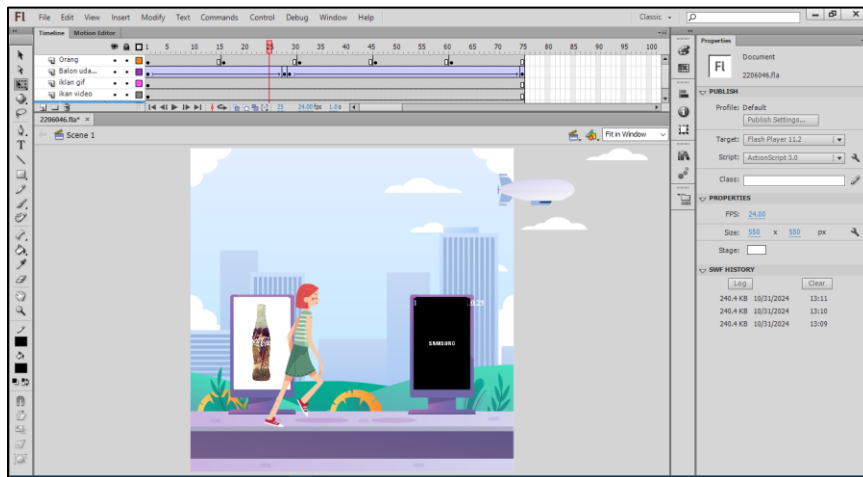 Fl File Edit View Insert Modify Text Commands Control Debug Window Help Classic
Timeline Motion Editor
1 5 10 15 20 25 30 35 40 45 50 55 60 65 70 75 80 85 90 95 100
Orang
Balon uda...
iklan gif
ikan video
25 24.00 fps 1.0 s
2206046.fla* ×
Scene 1
Fit in Window
SAMSUNG
Properties
Fl
Document
2206046.fla
PUBLISH
Profile: Default
Publish Settings...
Target: Flash Player 11.2
Script: ActionScript 3.0
Class:
PROPERTIES
FPS: 24.00
Size: 550 x 550 px
Stage:
SWF HISTORY
Log Clear
240.4 KB 10/31/2024 13:11
240.4 KB 10/31/2024 13:10
240.4 KB 10/31/2024 13:09